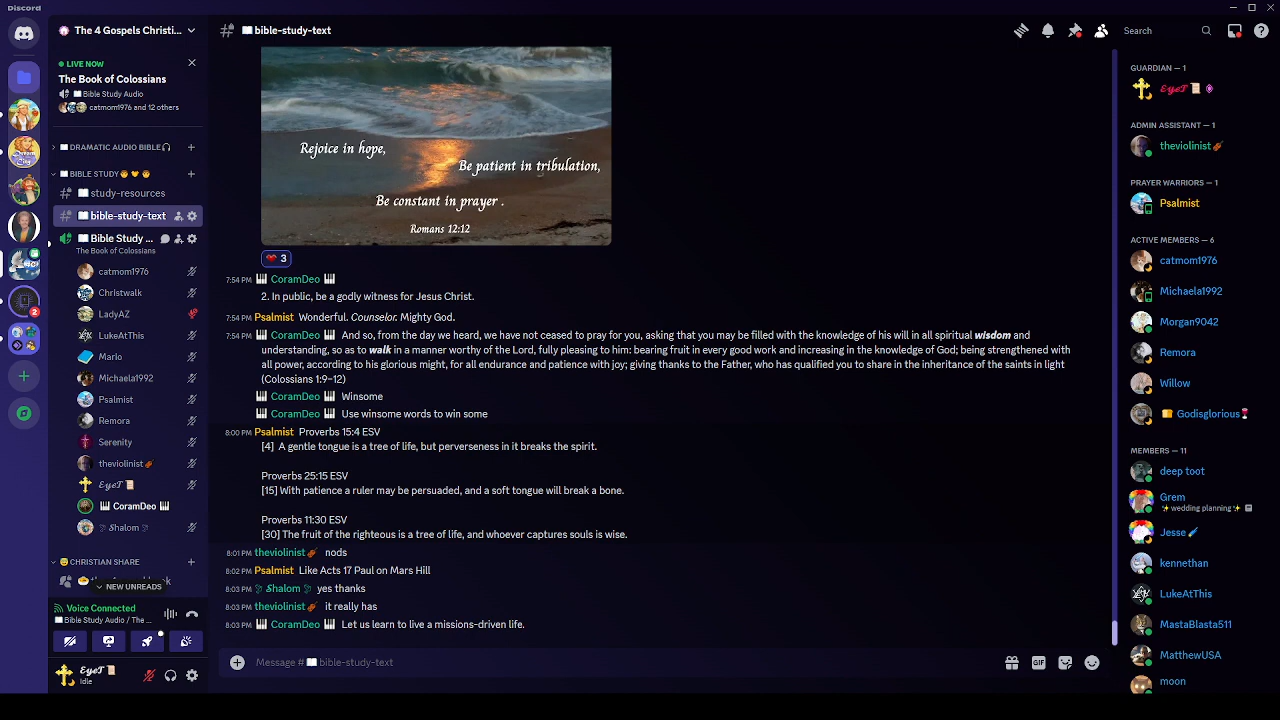 Discord
The 4 Gospels Christi...
LIVE NOW
The Book of Colossians
Bible Study Audio
catmom1976 and 12 others
DRAMATIC AUDIO BIBLE
BIBLE STUDY
study-resources
bible-study-text
Bible Study ...
The Book of Colossians
catmom1976
Christwalk
LadyAZ
LukeAtThis
Mario
Michaela1992
Psalmist
Remora
Serenity
theviolinist
𝓔𝔂𝓮𝓣
CoramDeo
Shalom
CHRISTIAN SHARE
NEW UNREADS
Voice Connected
Bible Study Audio / The ...
𝓔𝔂𝓮𝓣
Idle
2
bible-study-text
Search
Rejoice in hope,
Be patient in tribulation,
Be constant in prayer .
Romans 12:12
3
7:54 PM CoramDeo
2. In public, be a godly witness for Jesus Christ.
7:54 PM Psalmist Wonderful. Counselor. Mighty God.
7:54 PM CoramDeo And so, from the day we heard, we have not ceased to pray for you, asking that you may be filled with the knowledge of his will in all spiritual wisdom and
understanding, so as to walk in a manner worthy of the Lord, fully pleasing to him: bearing fruit in every good work and increasing in the knowledge of God; being strengthened with
all power, according to his glorious might, for all endurance and patience with joy; giving thanks to the Father, who has qualified you to share in the inheritance of the saints in light
(Colossians 1:9–12)
CoramDeo Winsome
CoramDeo Use winsome words to win some
8:00 PM Psalmist Proverbs 15:4 ESV
[4] A gentle tongue is a tree of life, but perverseness in it breaks the spirit.
Proverbs 25:15 ESV
[15] With patience a ruler may be persuaded, and a soft tongue will break a bone.
Proverbs 11:30 ESV
[30] The fruit of the righteous is a tree of life, and whoever captures souls is wise.
8:01 PM theviolinist nods
8:02 PM Psalmist Like Acts 17 Paul on Mars Hill
8:03 PM Shalom yes thanks
8:03 PM theviolinist it really has
8:03 PM CoramDeo Let us learn to live a missions-driven life.
Message # bible-study-text
GIF
GUARDIAN — 1
𝓔𝔂𝓮𝓣
ADMIN ASSISTANT — 1
theviolinist
PRAYER WARRIORS — 1
Psalmist
ACTIVE MEMBERS — 6
catmom1976
Michaela1992
Morgan9042
Remora
Willow
Godisglorious
MEMBERS — 11
deep toot
Grem
wedding planning
Jesse
kennethan
LukeAtThis
MastaBlasta511
MatthewUSA
moon